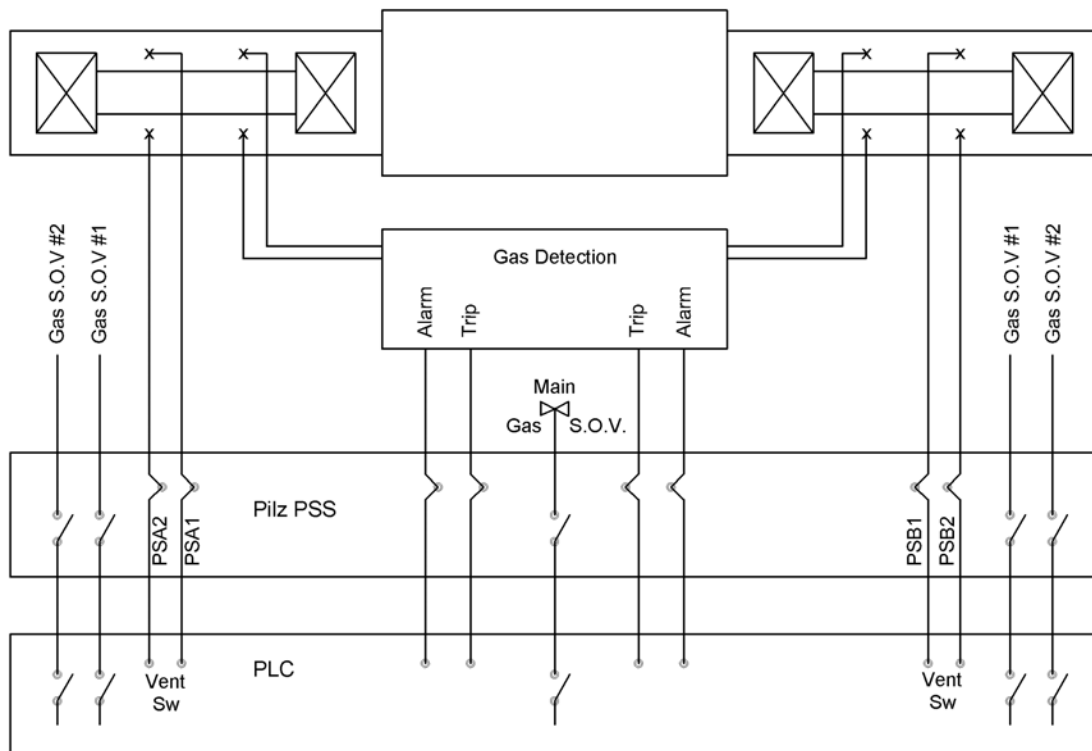 Gas S.O.V #2
Gas S.O.V #1
Gas Detection
Alarm
Trip
Trip
Alarm
Gas S.O.V #1
Gas S.O.V #2
Main
Gas S.O.V.
Pilz PSS
PSA2
PSA1
PSB1
PSB2
PLC
Vent
Sw
Vent
Sw